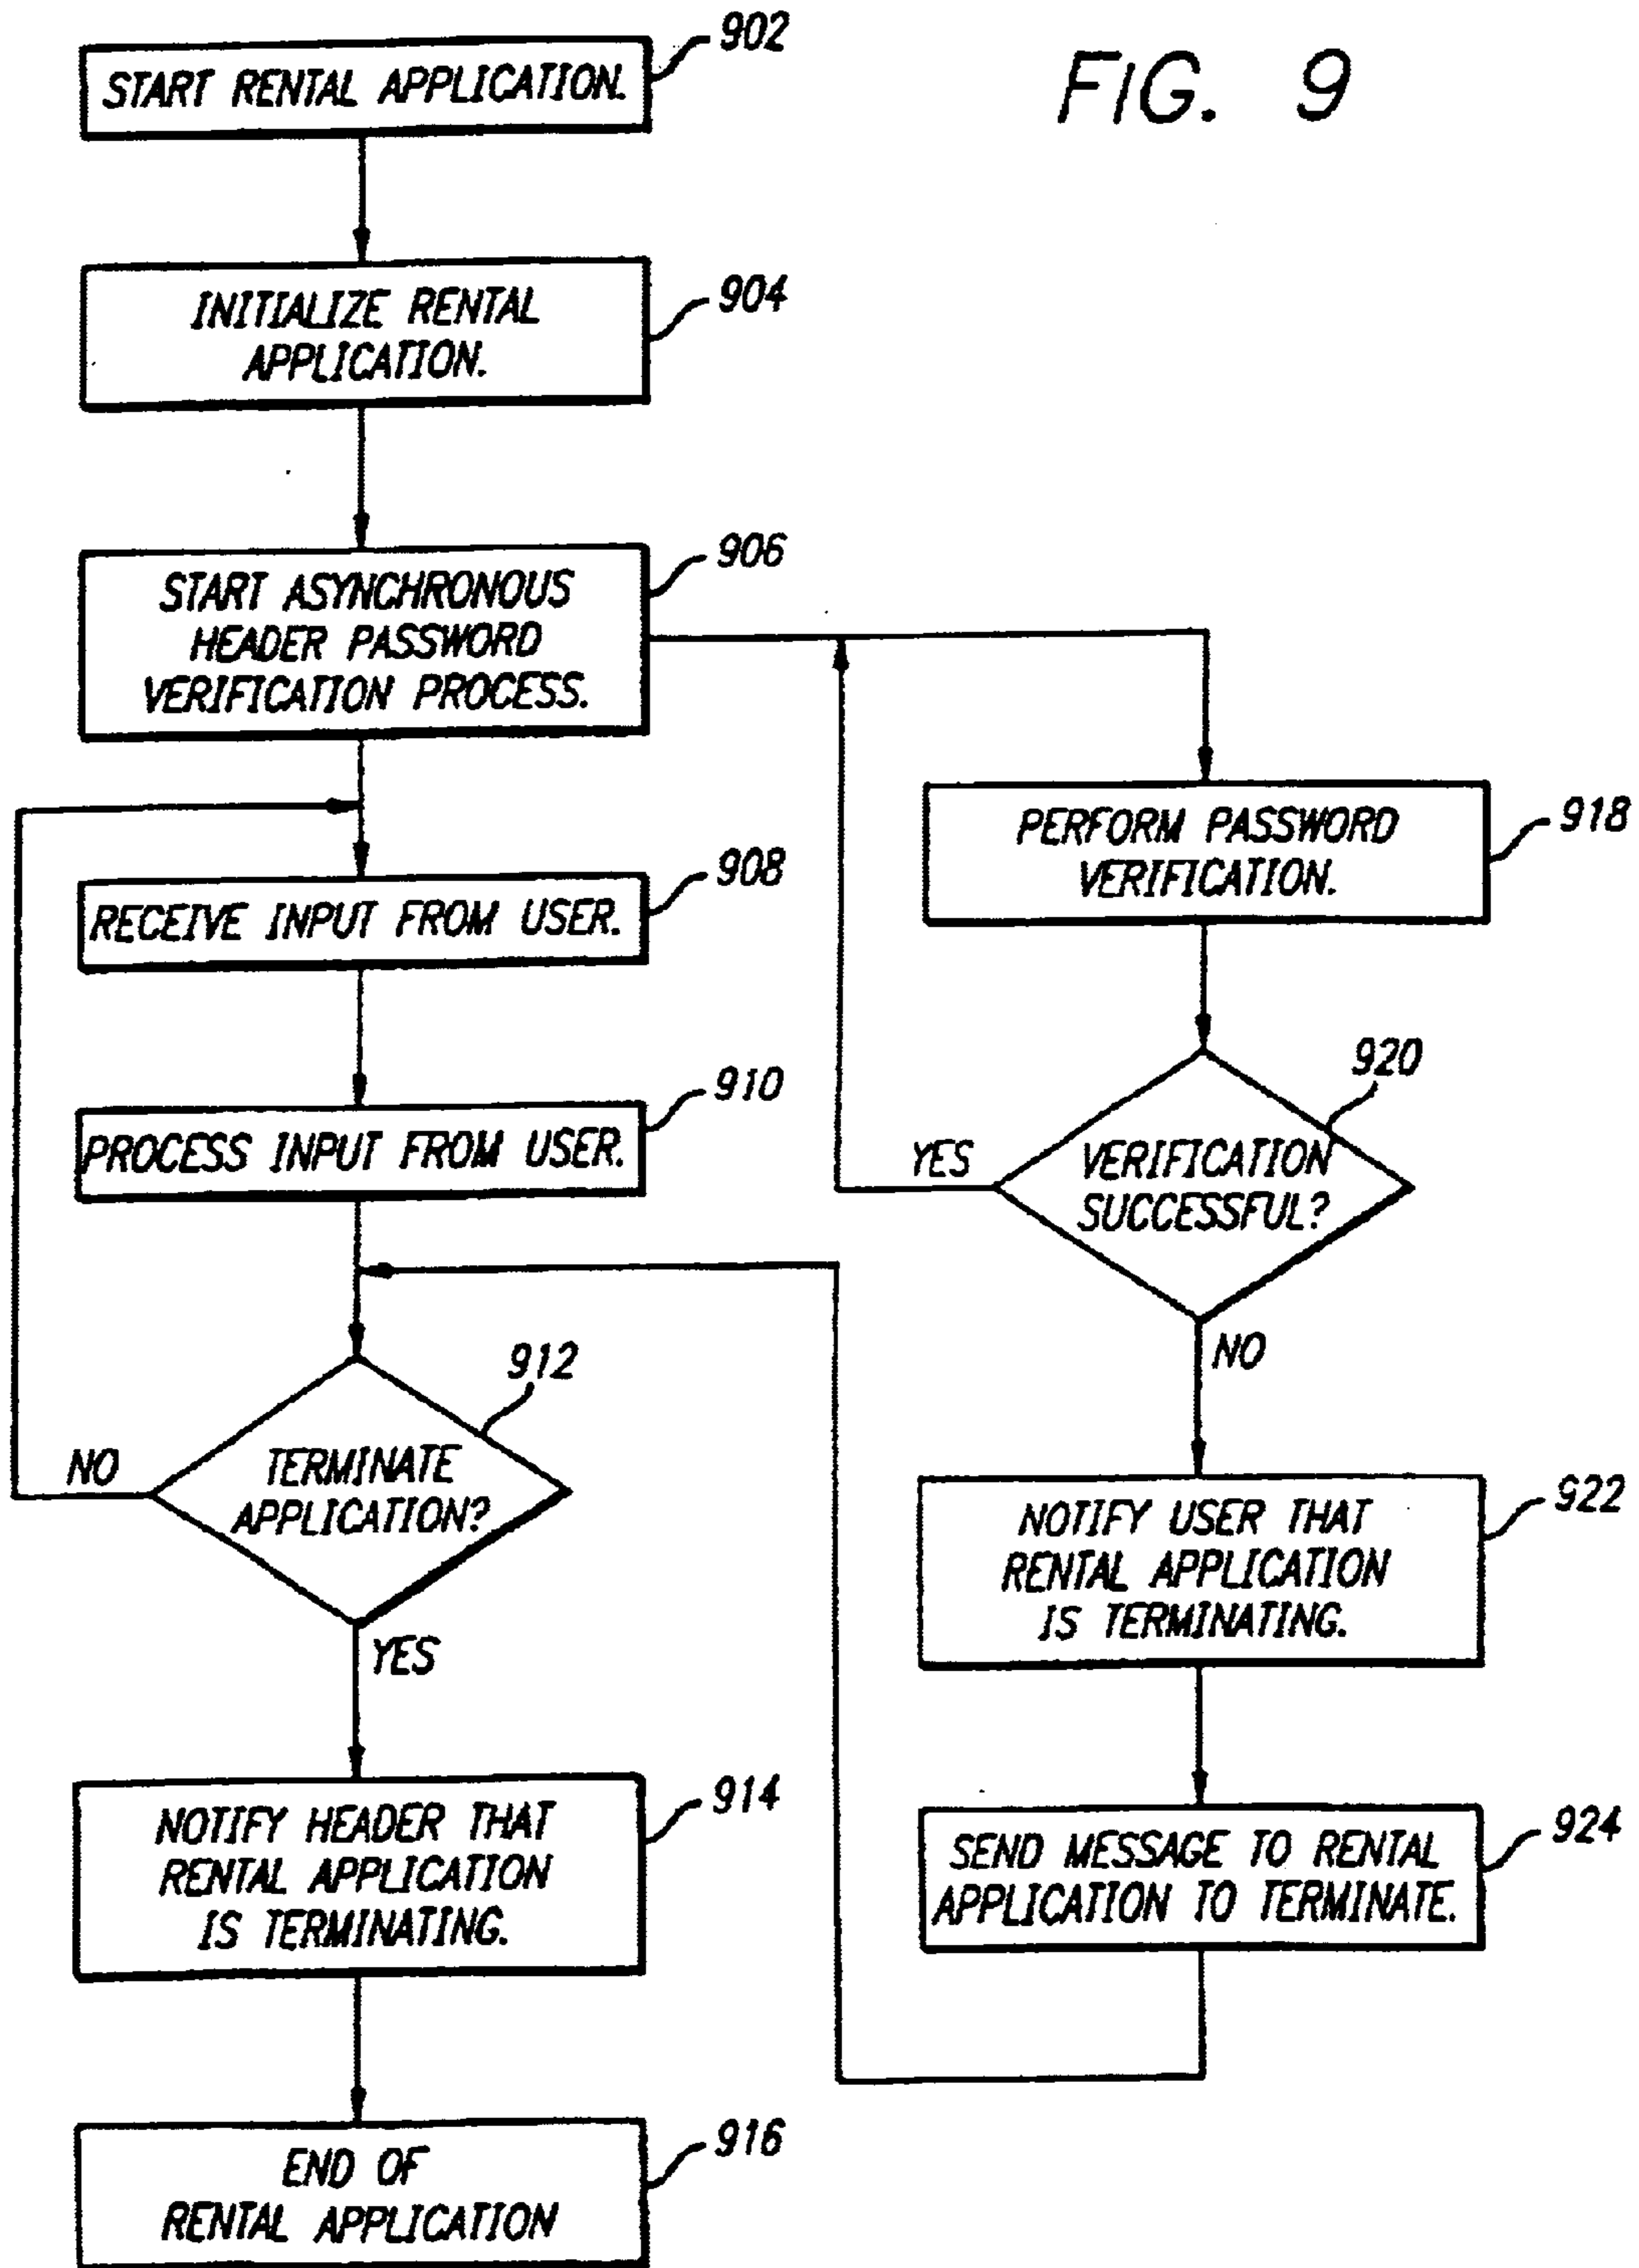 FIG. 9
902
START RENTAL APPLICATION.
904
INITIALIZE RENTAL
APPLICATION.
906
START ASYNCHRONOUS
HEADER PASSWORD
VERIFICATION PROCESS.
908
RECEIVE INPUT FROM USER.
910
PROCESS INPUT FROM USER.
912
TERMINATE
APPLICATION?
NO
YES
914
NOTIFY HEADER THAT
RENTAL APPLICATION
IS TERMINATING.
916
END OF
RENTAL APPLICATION
918
PERFORM PASSWORD
VERIFICATION.
920
VERIFICATION
SUCCESSFUL?
YES
NO
922
NOTIFY USER THAT
RENTAL APPLICATION
IS TERMINATING.
924
SEND MESSAGE TO RENTAL
APPLICATION TO TERMINATE.